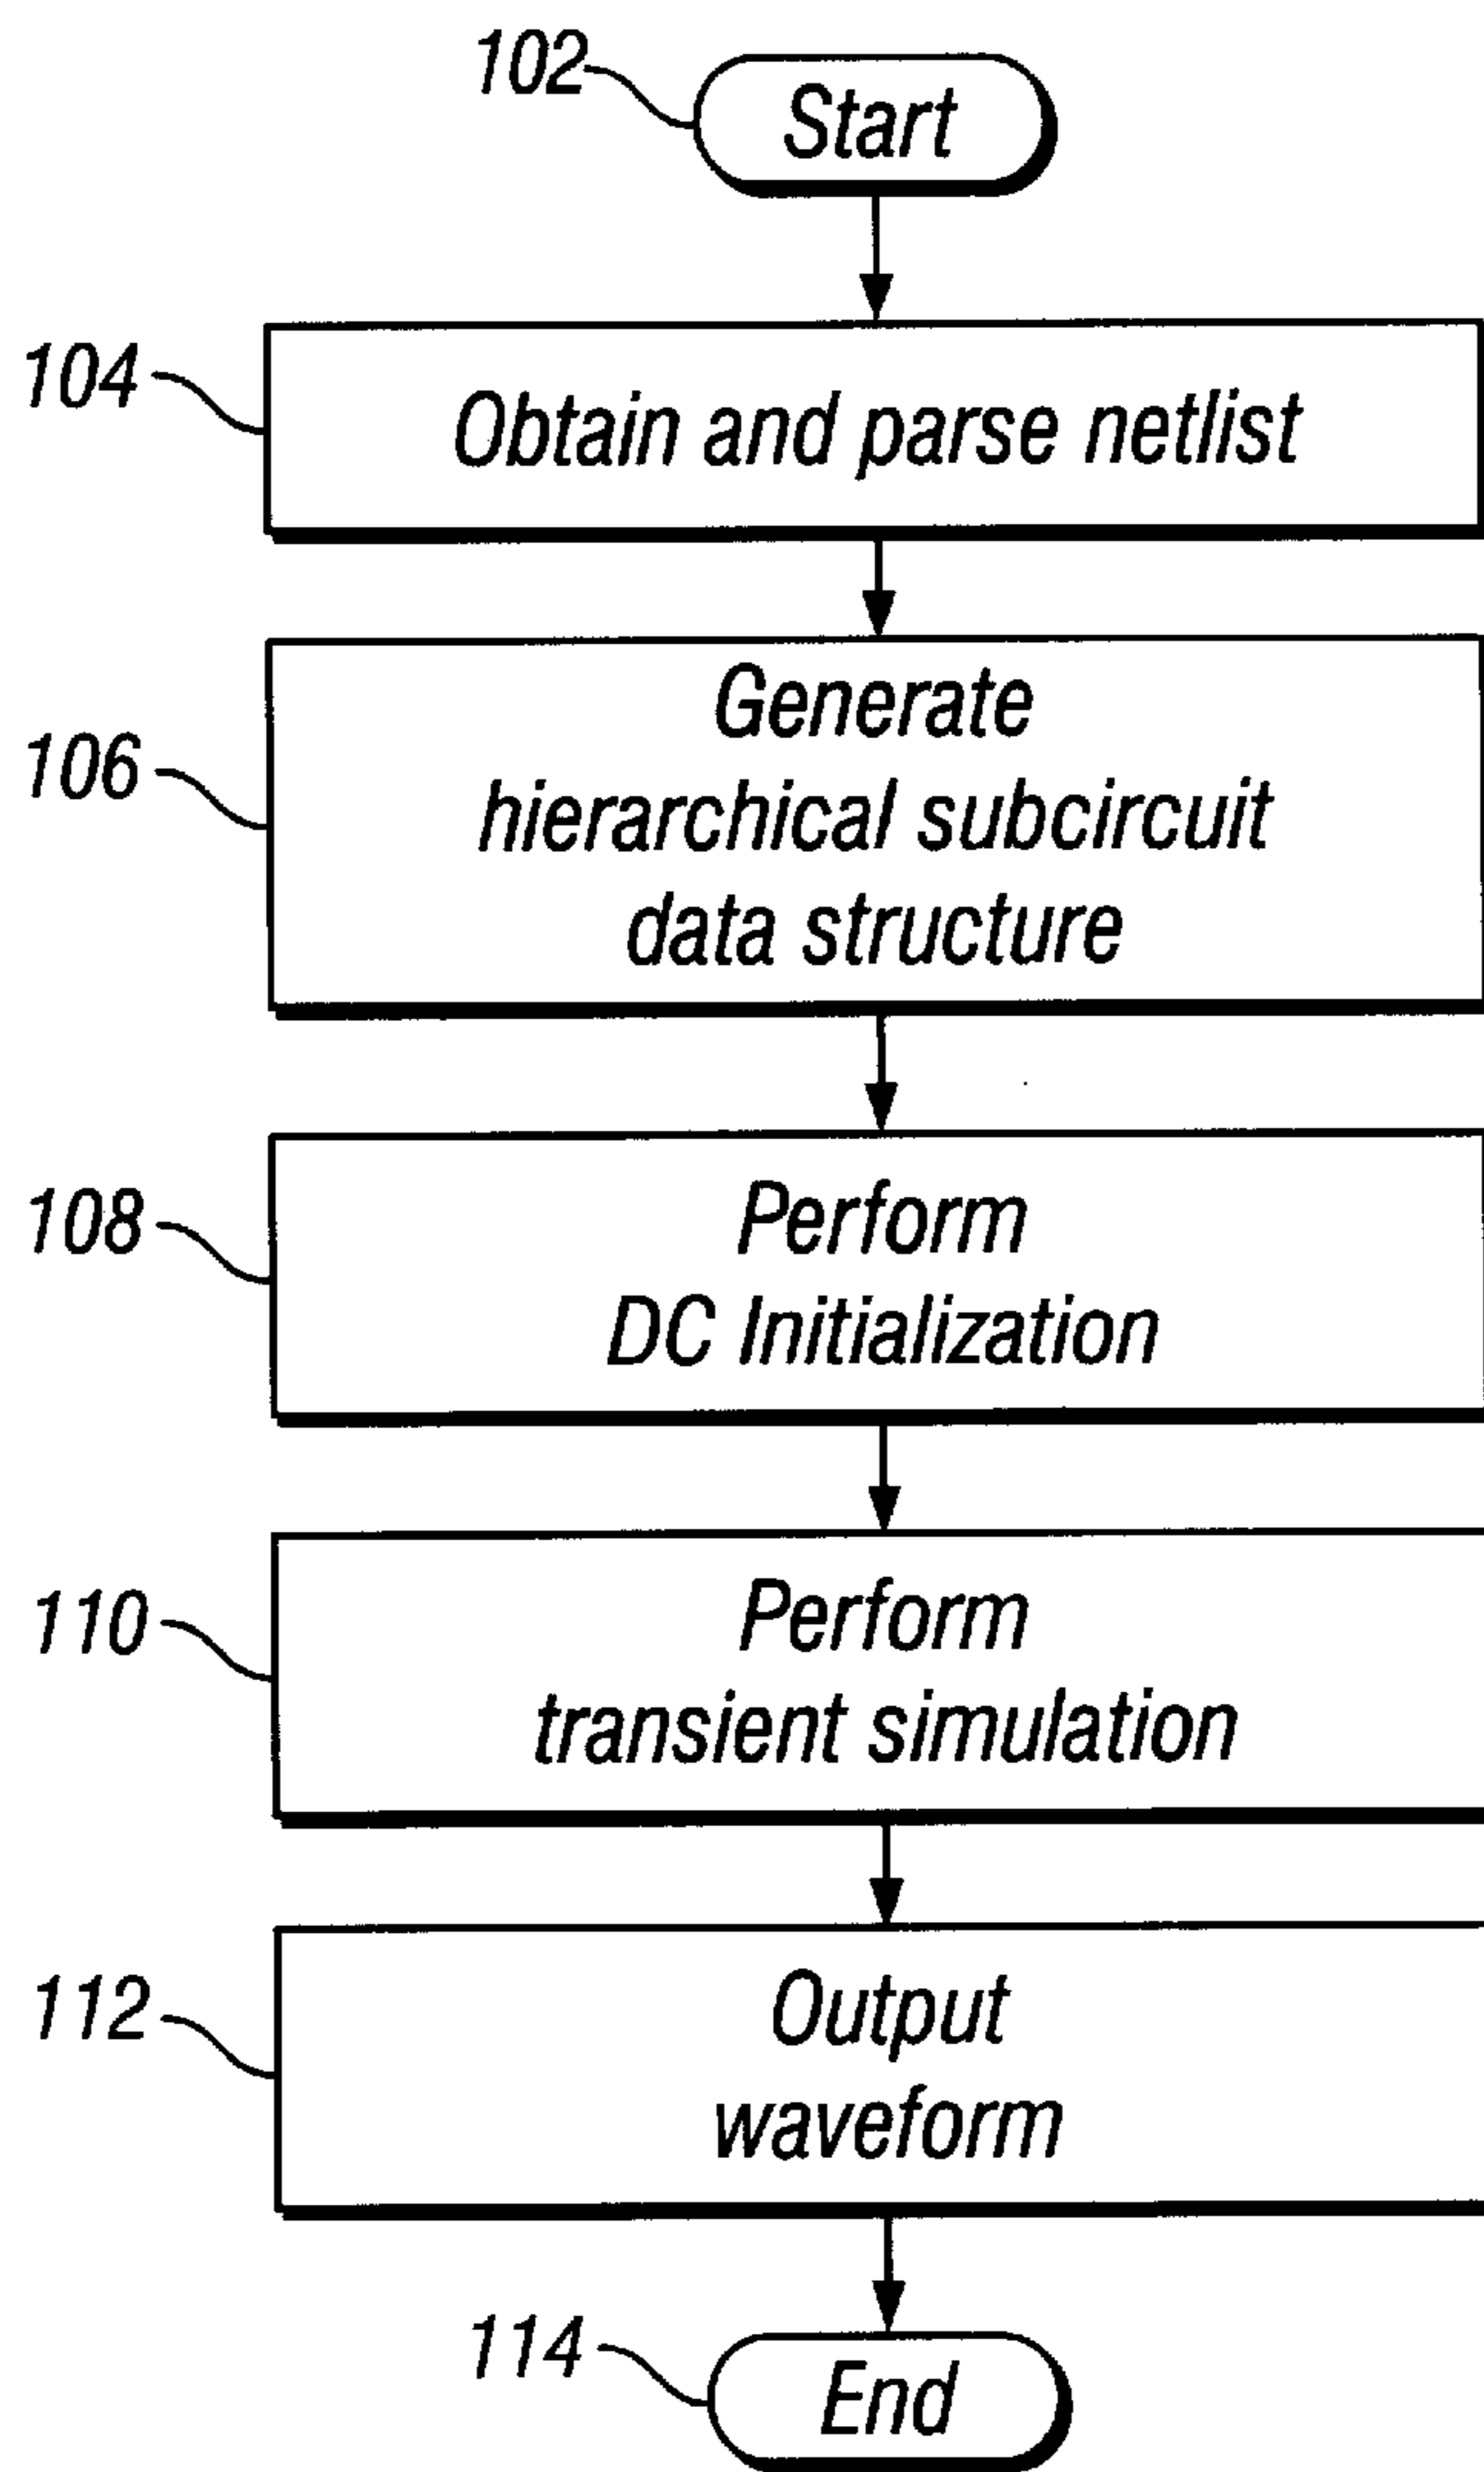 102
Start
104
Obtain and parse netlist
106
Generate
hierarchical subcircuit
data structure
108
Perform
DC Initialization
110
Perform
transient simulation
112
Output
waveform
114
End